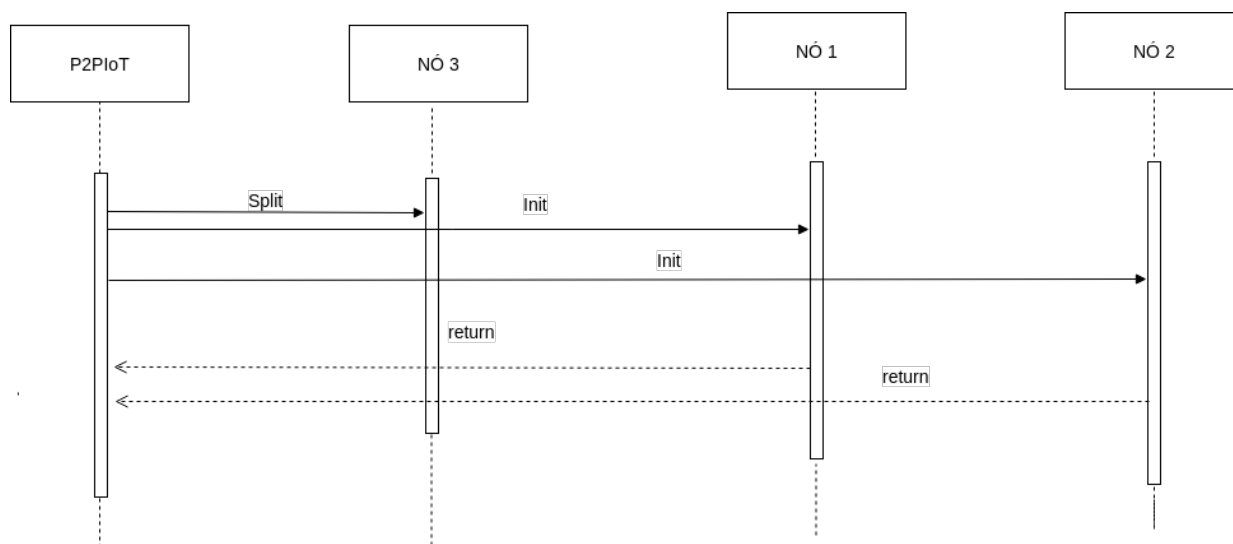 P2PIoT
NÓ 3
NÓ 1
NÓ 2
Split
Init
Init
return
return